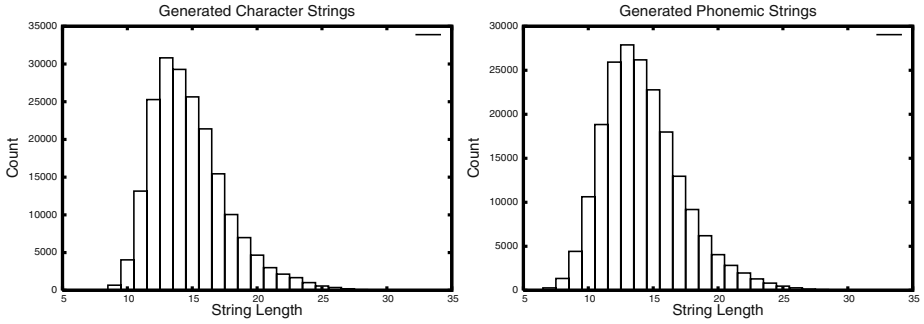 Generated Character Strings
35000
30000
25000
20000
15000
10000
5000
0
Count
5 10 15 20 25 30 35
String Length
Generated Phonemic Strings
30000
25000
20000
15000
10000
5000
0
Count
5 10 15 20 25 30 35
String Length